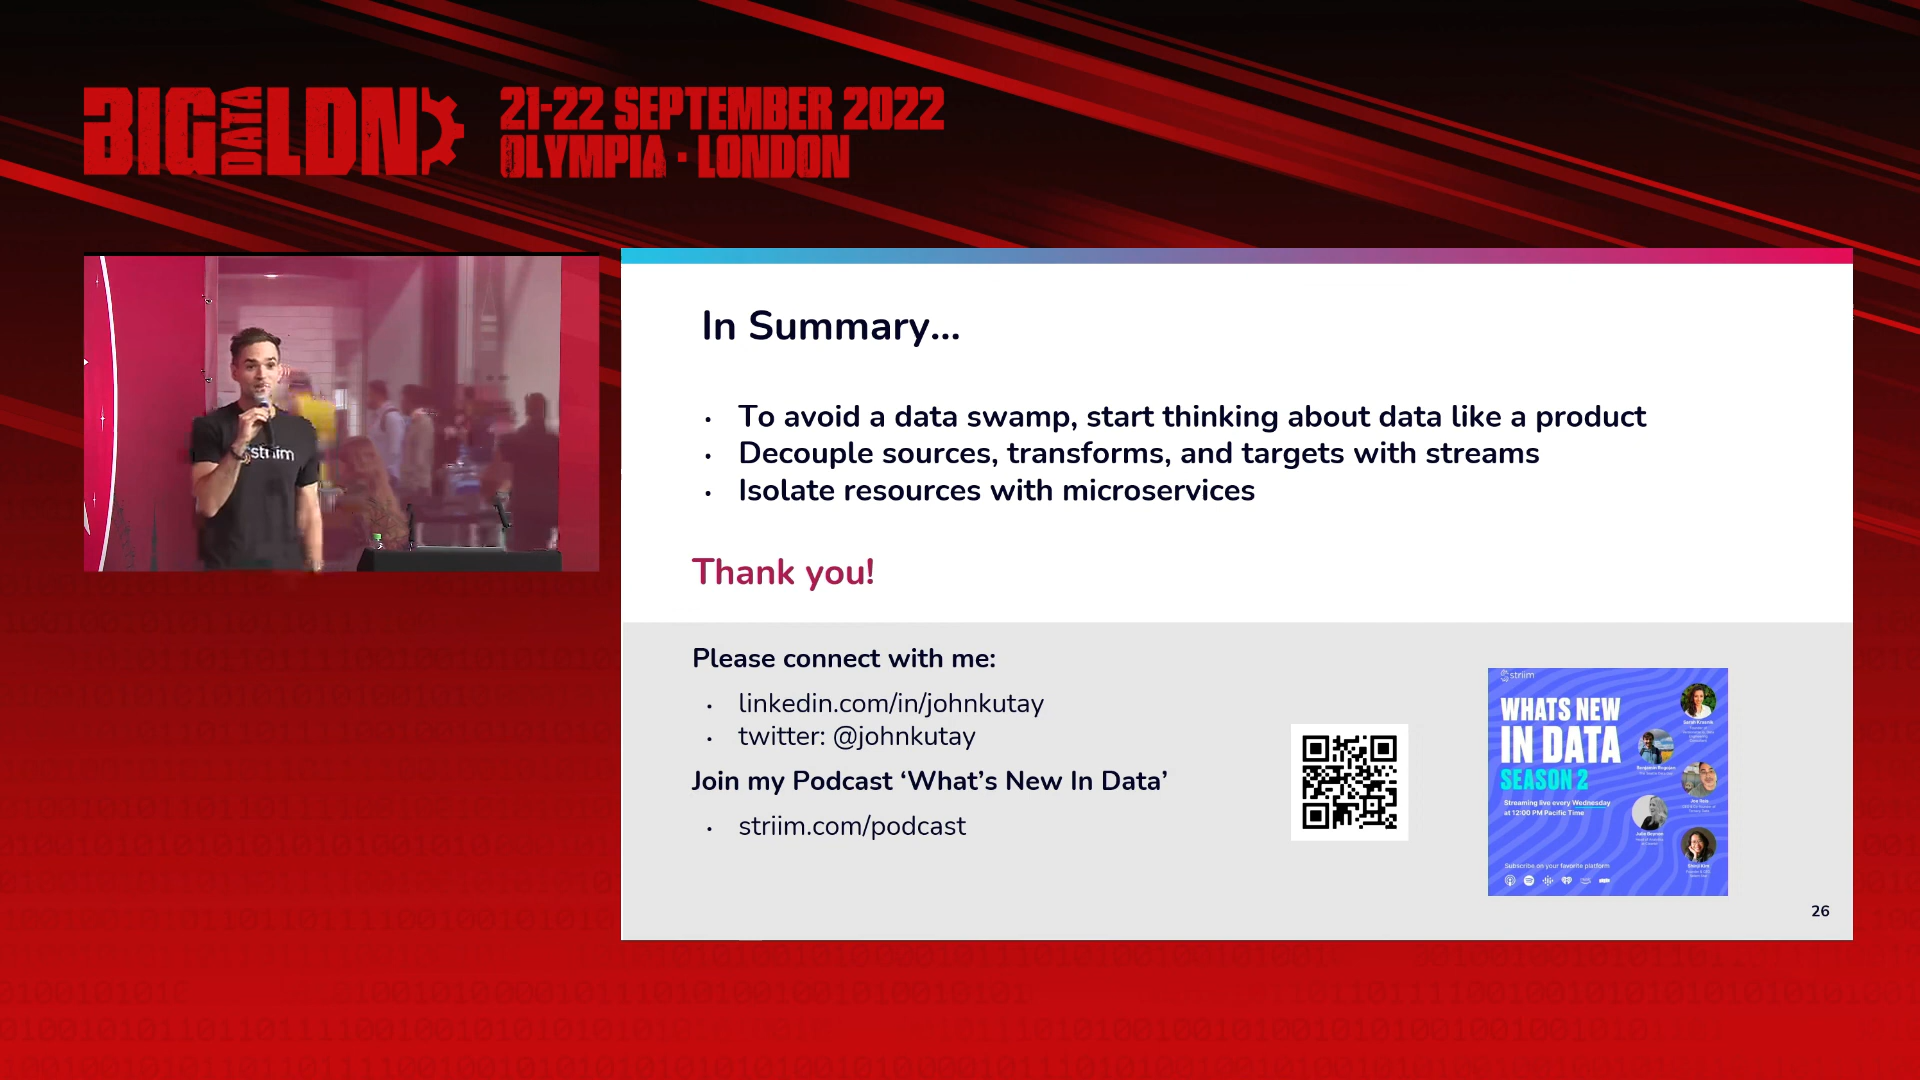 BIG DATA LDN
21-22 SEPTEMBER 2022
OLYMPIA · LONDON
striim
In Summary...
• To avoid a data swamp, start thinking about data like a product
• Decouple sources, transforms, and targets with streams
• Isolate resources with microservices
Thank you!
Please connect with me:
• linkedin.com/in/johnkutay
• twitter: @johnkutay
Join my Podcast ‘What’s New In Data’
• striim.com/podcast
striim
WHATS NEW
IN DATA
SEASON 2
Streaming live every Wednesday
at 12:00 PM Pacific Time
Subscribe on your favorite platform
26